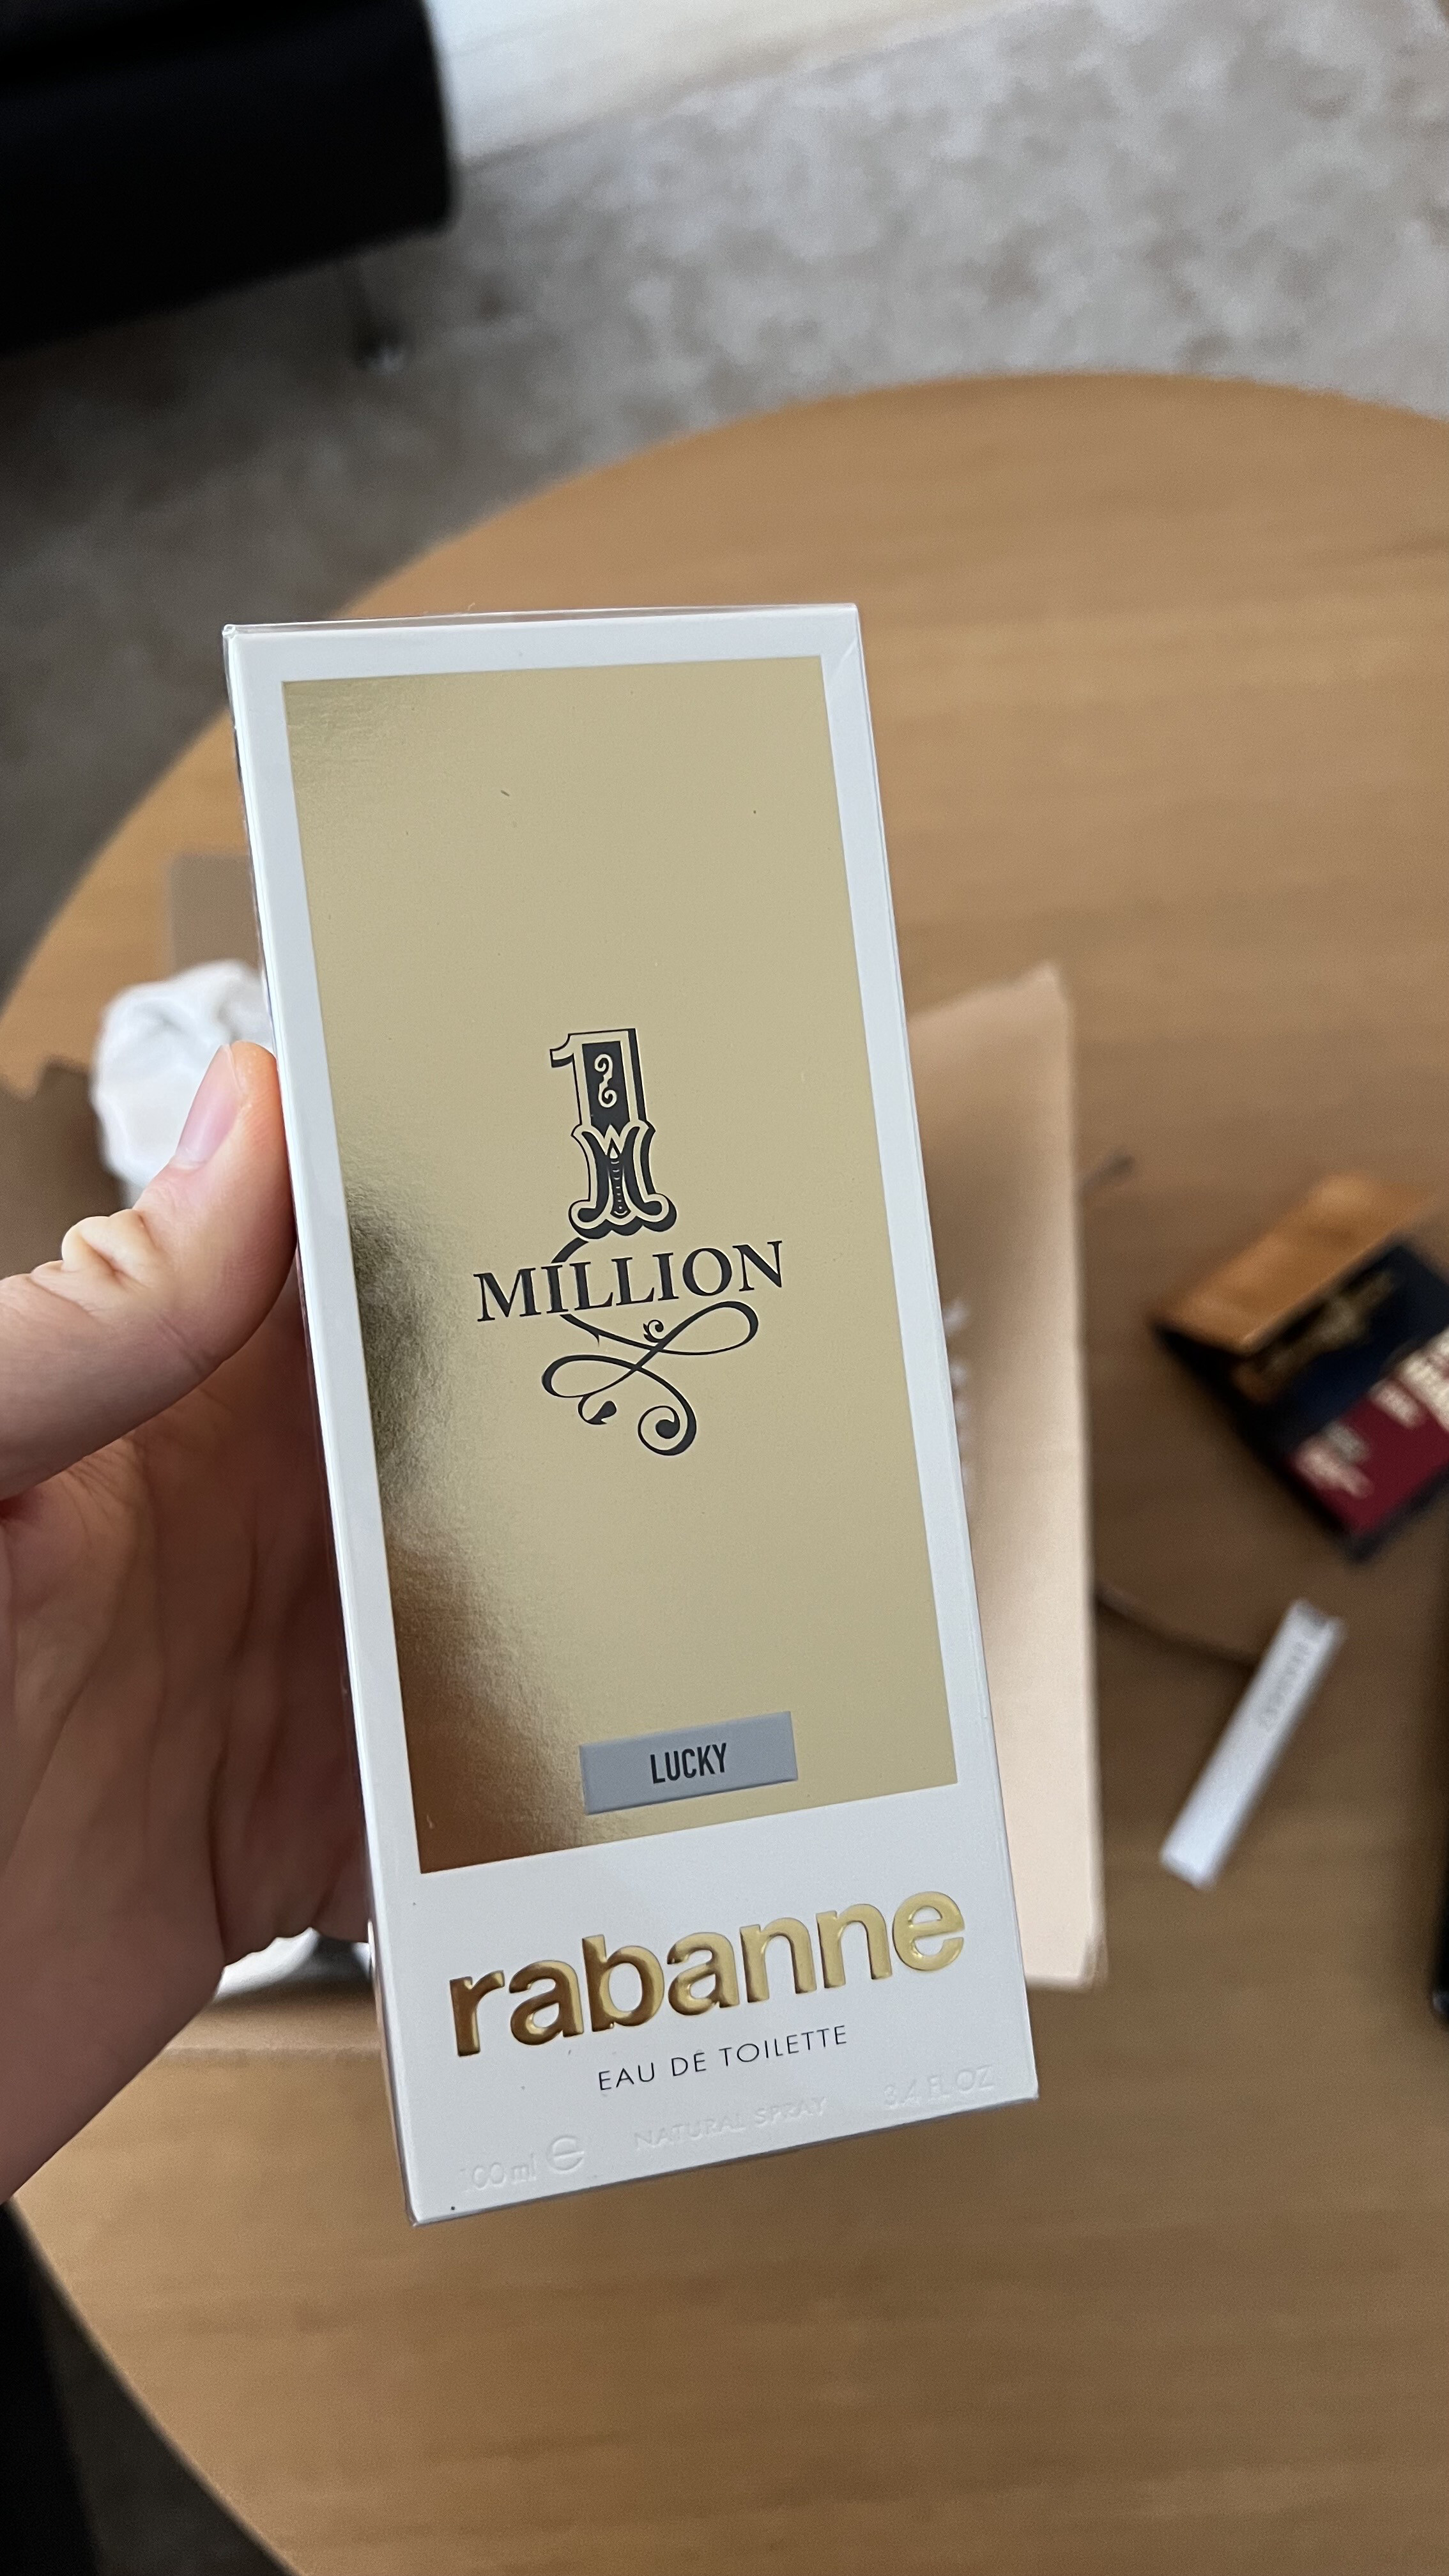 1
MILLION
LUCKY
rabanne
EAU DE TOILETTE
100 ml e NATURAL SPRAY 3.4 FL OZ